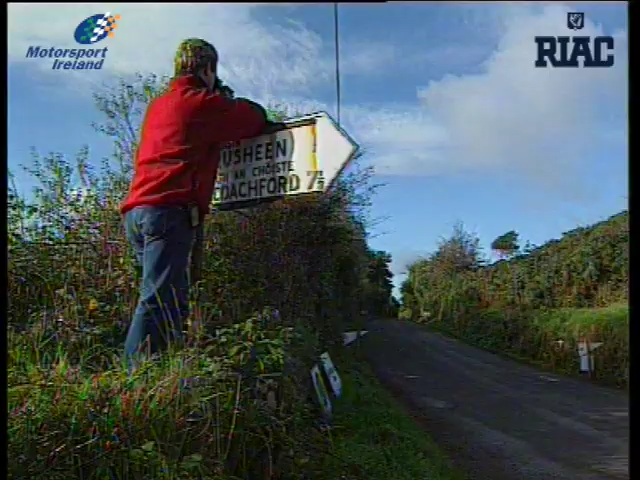 Motorsport
Ireland
RIAC
USHEEN
AN CHOISTE
COACHFORD 7½